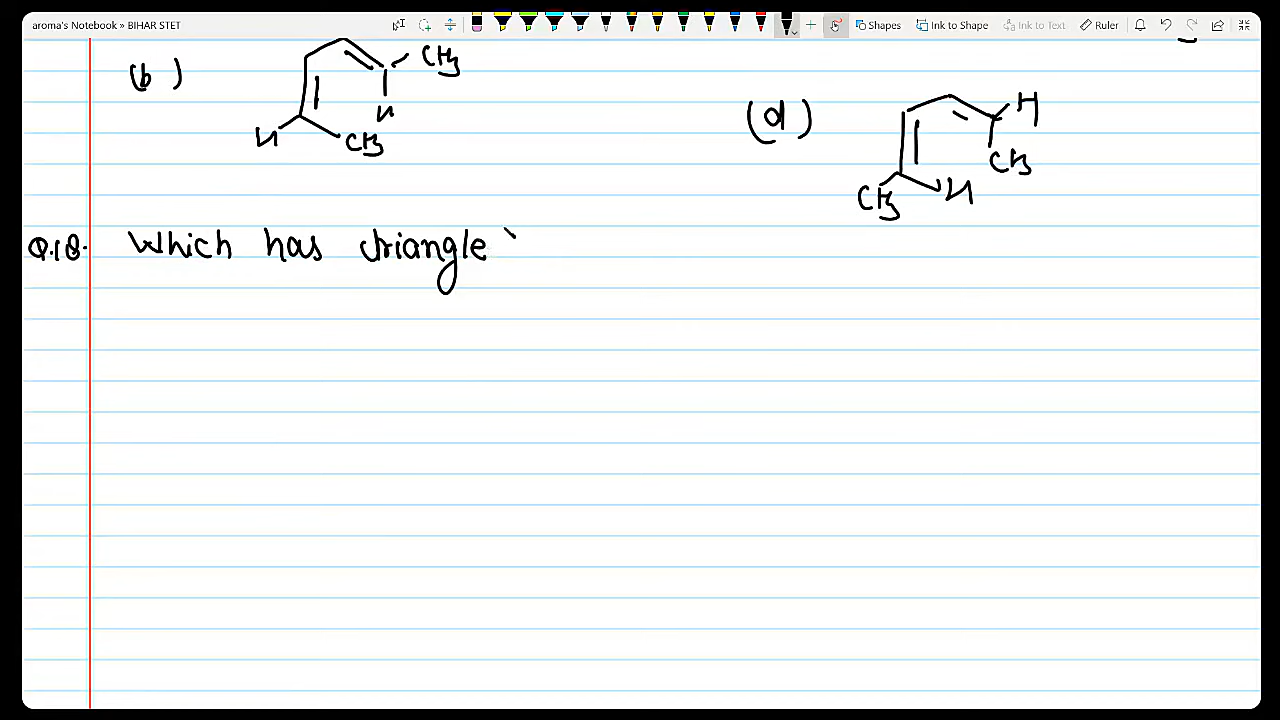 aroma's Notebook » BIHAR STET
Shapes
Ink to Shape
Ink to Text
Ruler
(b)
CH3
H
H
CH3
(d)
H
CH3
CH3
H
Q.18. Which has triangle